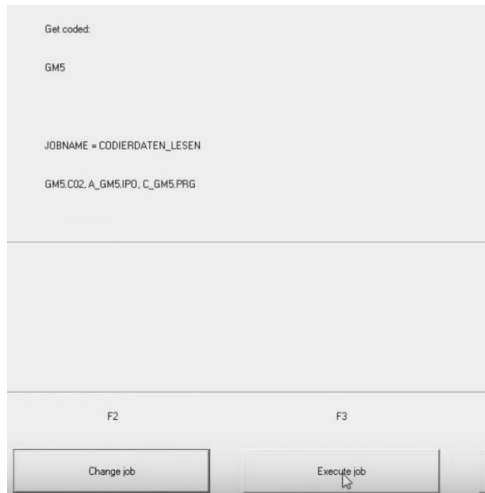 Get coded:
GM5
JOBNAME = CODIERDATEN_LESEN
GM5.C02, A_GM5.IPO, C_GM5.PRG
F2 F3
Change job Execute job